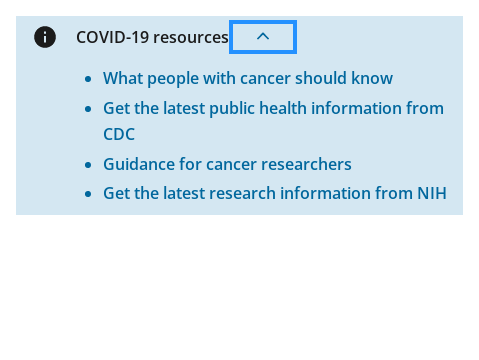 COVID-19 resources
What people with cancer should know
Get the latest public health information from
CDC
Guidance for cancer researchers
Get the latest research information from NIH